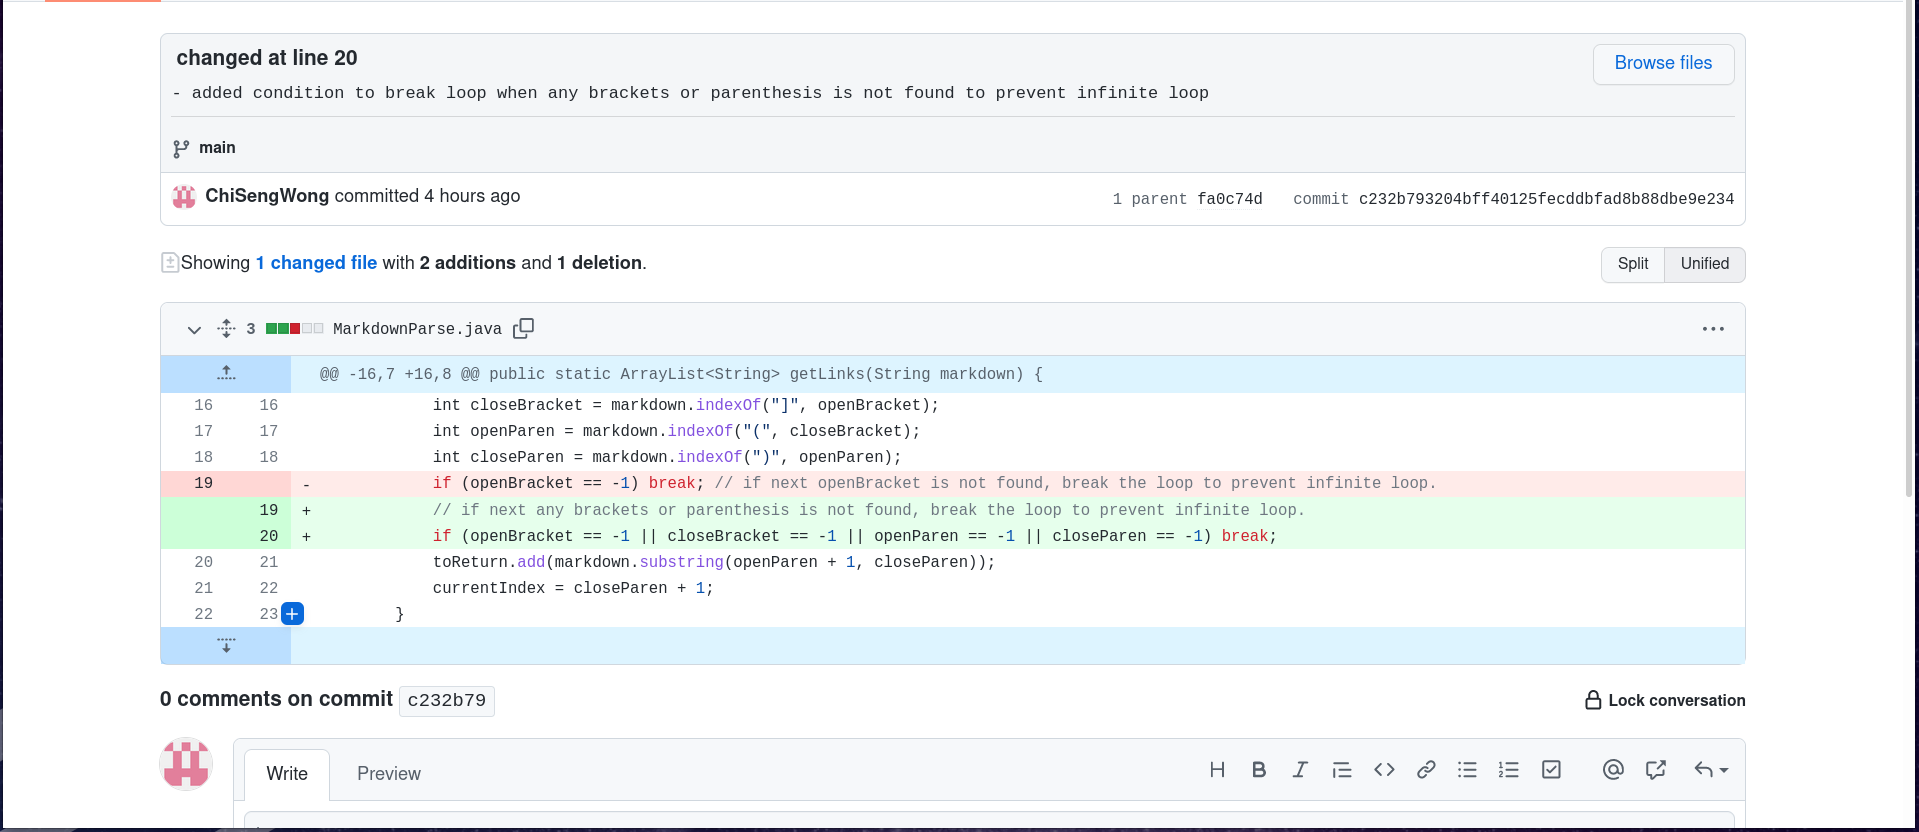 changed at line 20
Browse files
- added condition to break loop when any brackets or parenthesis is not found to prevent infinite loop
main
ChiSengWong committed 4 hours ago
1 parent fa0c74d commit c232b793204bff40125fecddbfad8b88dbe9e234
Showing 1 changed file with 2 additions and 1 deletion.
Split Unified
3 MarkdownParse.java
@@ -16,7 +16,8 @@ public static ArrayList<String> getLinks(String markdown) {
16 16 int closeBracket = markdown.indexOf("]", openBracket);
17 17 int openParen = markdown.indexOf("(", closeBracket);
18 18 int closeParen = markdown.indexOf(")", openParen);
19 - if (openBracket == -1) break; // if next openBracket is not found, break the loop to prevent infinite loop.
19 + // if next any brackets or parenthesis is not found, break the loop to prevent infinite loop.
20 + if (openBracket == -1 || closeBracket == -1 || openParen == -1 || closeParen == -1) break;
20 21 toReturn.add(markdown.substring(openParen + 1, closeParen));
21 22 currentIndex = closeParen + 1;
22 23 }
0 comments on commit c232b79
Lock conversation
Write Preview